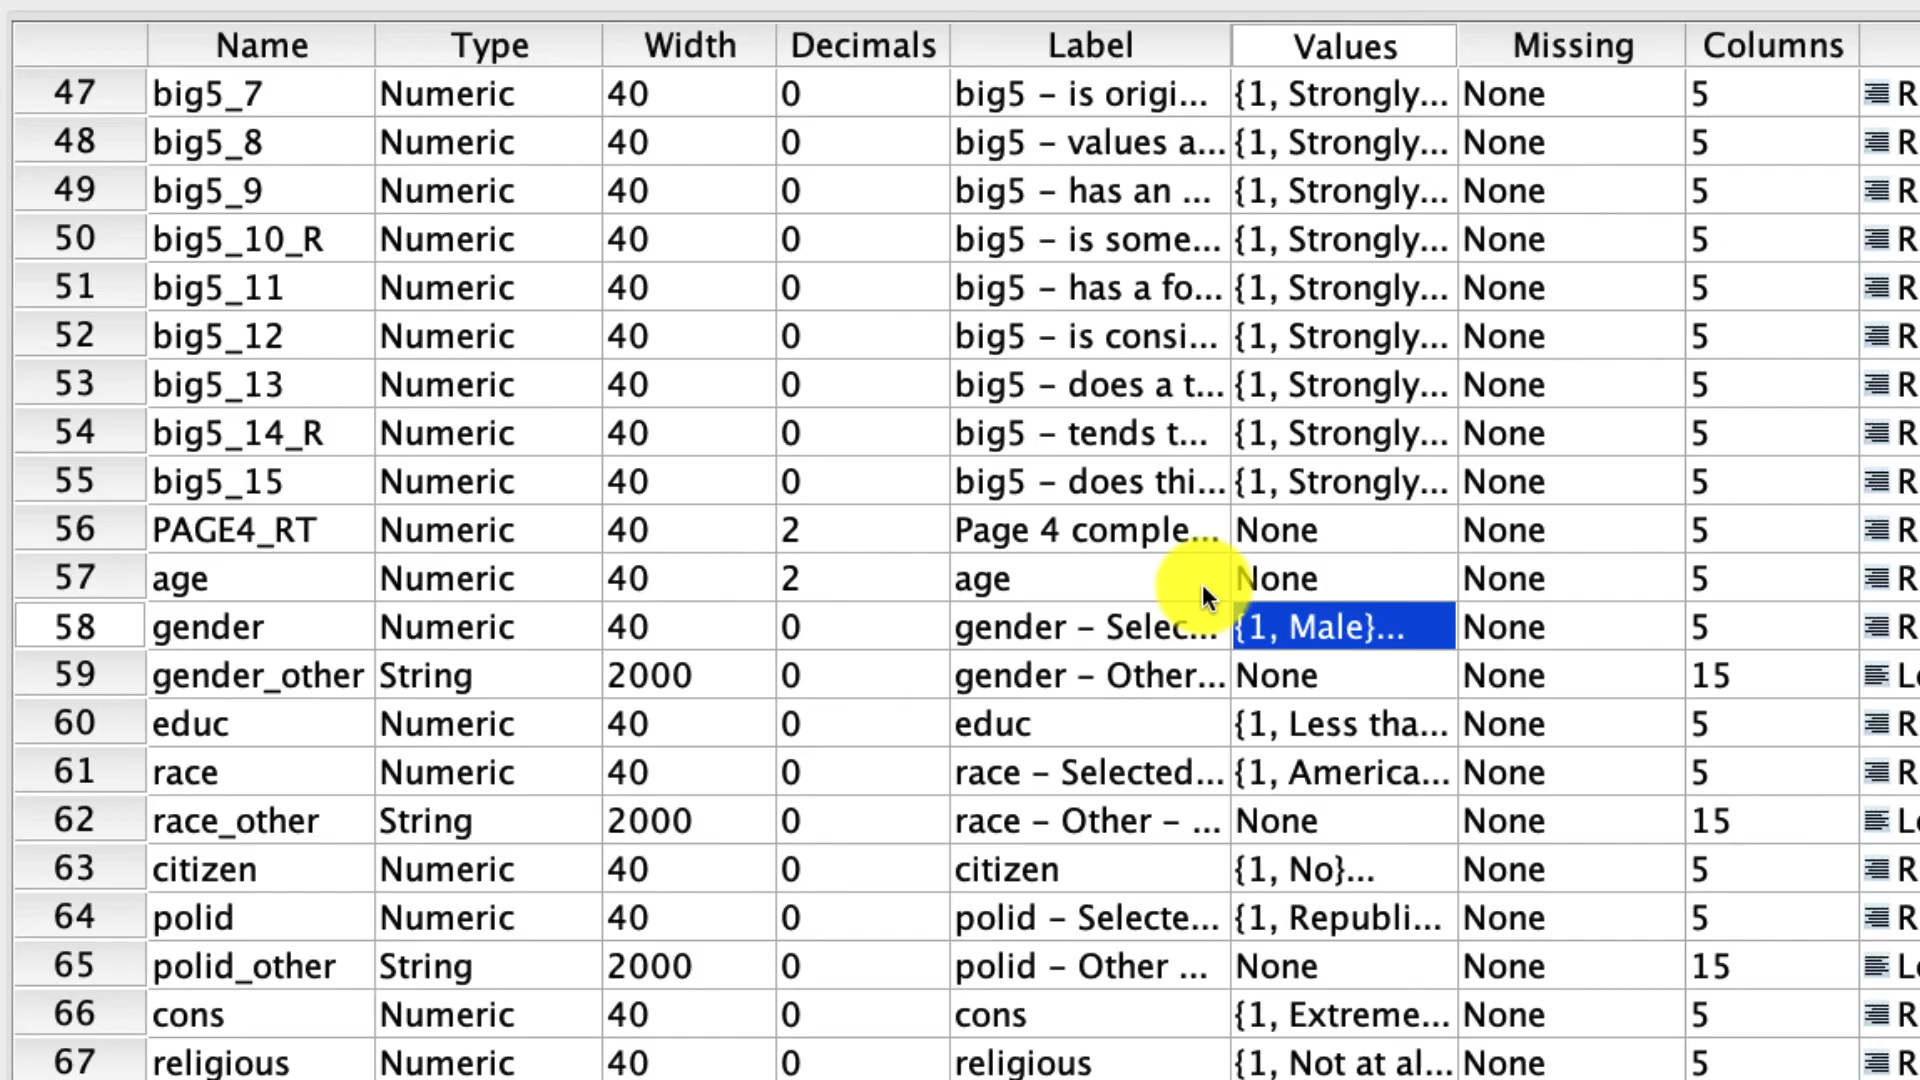 Name Type Width Decimals Label Values Missing Columns
47 big5_7 Numeric 40 0 big5 – is origi... {1, Strongly... None 5 R
48 big5_8 Numeric 40 0 big5 – values a... {1, Strongly... None 5 R
49 big5_9 Numeric 40 0 big5 – has an ... {1, Strongly... None 5 R
50 big5_10_R Numeric 40 0 big5 – is some... {1, Strongly... None 5 R
51 big5_11 Numeric 40 0 big5 – has a fo... {1, Strongly... None 5 R
52 big5_12 Numeric 40 0 big5 – is consi... {1, Strongly... None 5 R
53 big5_13 Numeric 40 0 big5 – does a t... {1, Strongly... None 5 R
54 big5_14_R Numeric 40 0 big5 – tends t... {1, Strongly... None 5 R
55 big5_15 Numeric 40 0 big5 – does thi... {1, Strongly... None 5 R
56 PAGE4_RT Numeric 40 2 Page 4 comple... None None 5 R
57 age Numeric 40 2 age None None 5 R
58 gender Numeric 40 0 gender – Selec... {1, Male}... None 5 R
59 gender_other String 2000 0 gender – Other... None None 15 Le
60 educ Numeric 40 0 educ {1, Less tha... None 5 R
61 race Numeric 40 0 race – Selected... {1, America... None 5 R
62 race_other String 2000 0 race – Other – ... None None 15 Le
63 citizen Numeric 40 0 citizen {1, No}... None 5 R
64 polid Numeric 40 0 polid – Selecte... {1, Republi... None 5 R
65 polid_other String 2000 0 polid – Other ... None None 15 Le
66 cons Numeric 40 0 cons {1, Extreme... None 5 R
67 religious Numeric 40 0 religious {1, Not at al... None 5 R